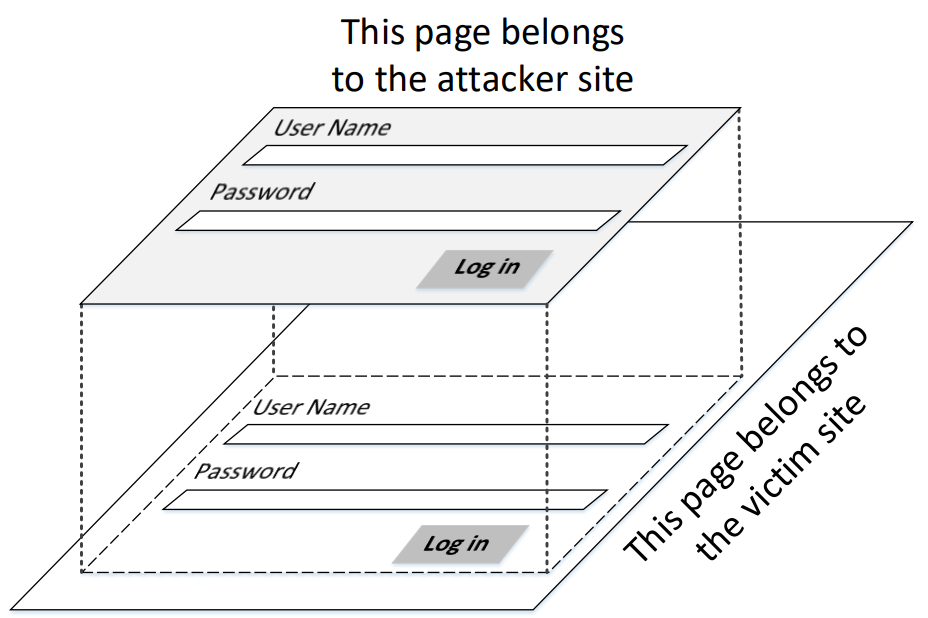 This page belongs
to the attacker site
User Name
Password
Log in
User Name
Password
Log in
This page belongs to
the victim site